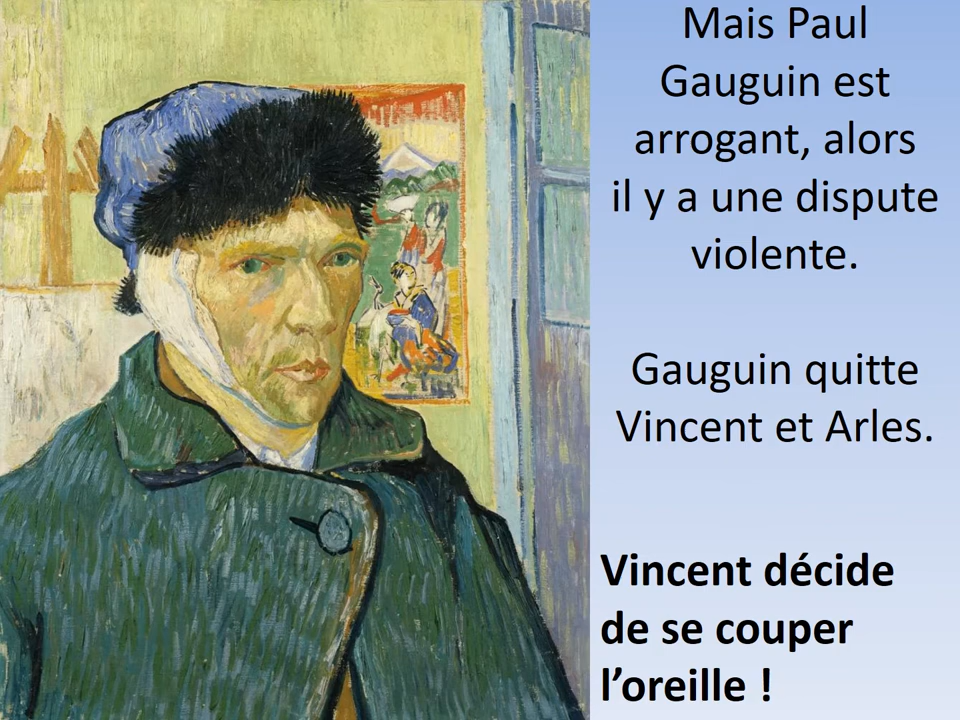 Mais Paul
Gauguin est
arrogant, alors
il y a une dispute
violente.
Gauguin quitte
Vincent et Arles.
Vincent décide
de se couper
l’oreille !